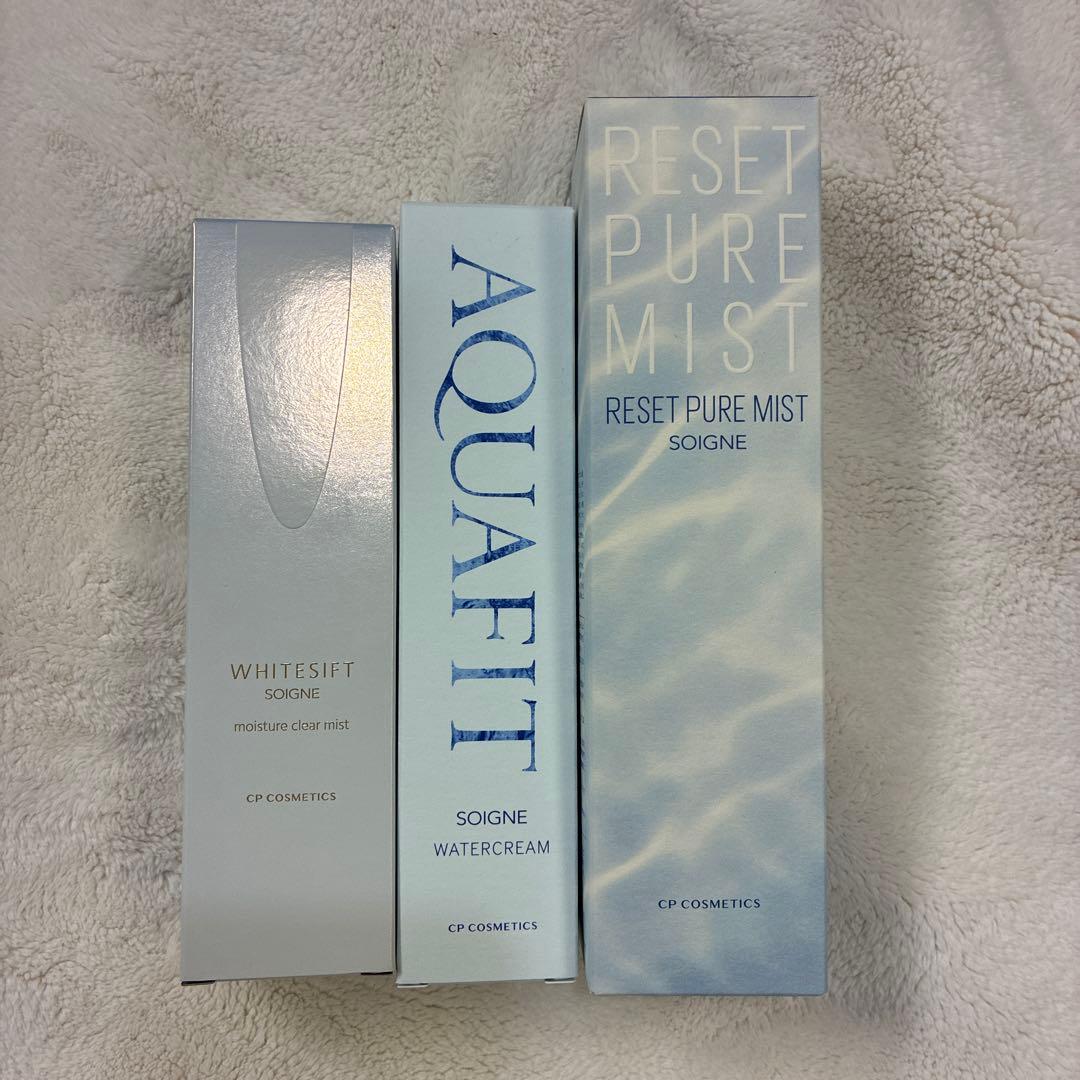 WHITESIFT
SOIGNE
moisture clear mist
CP COSMETICS
AQUAFIT
SOIGNE
WATERCREAM
CP COSMETICS
RESET
PURE
MIST
RESET PURE MIST
SOIGNE
CP COSMETICS